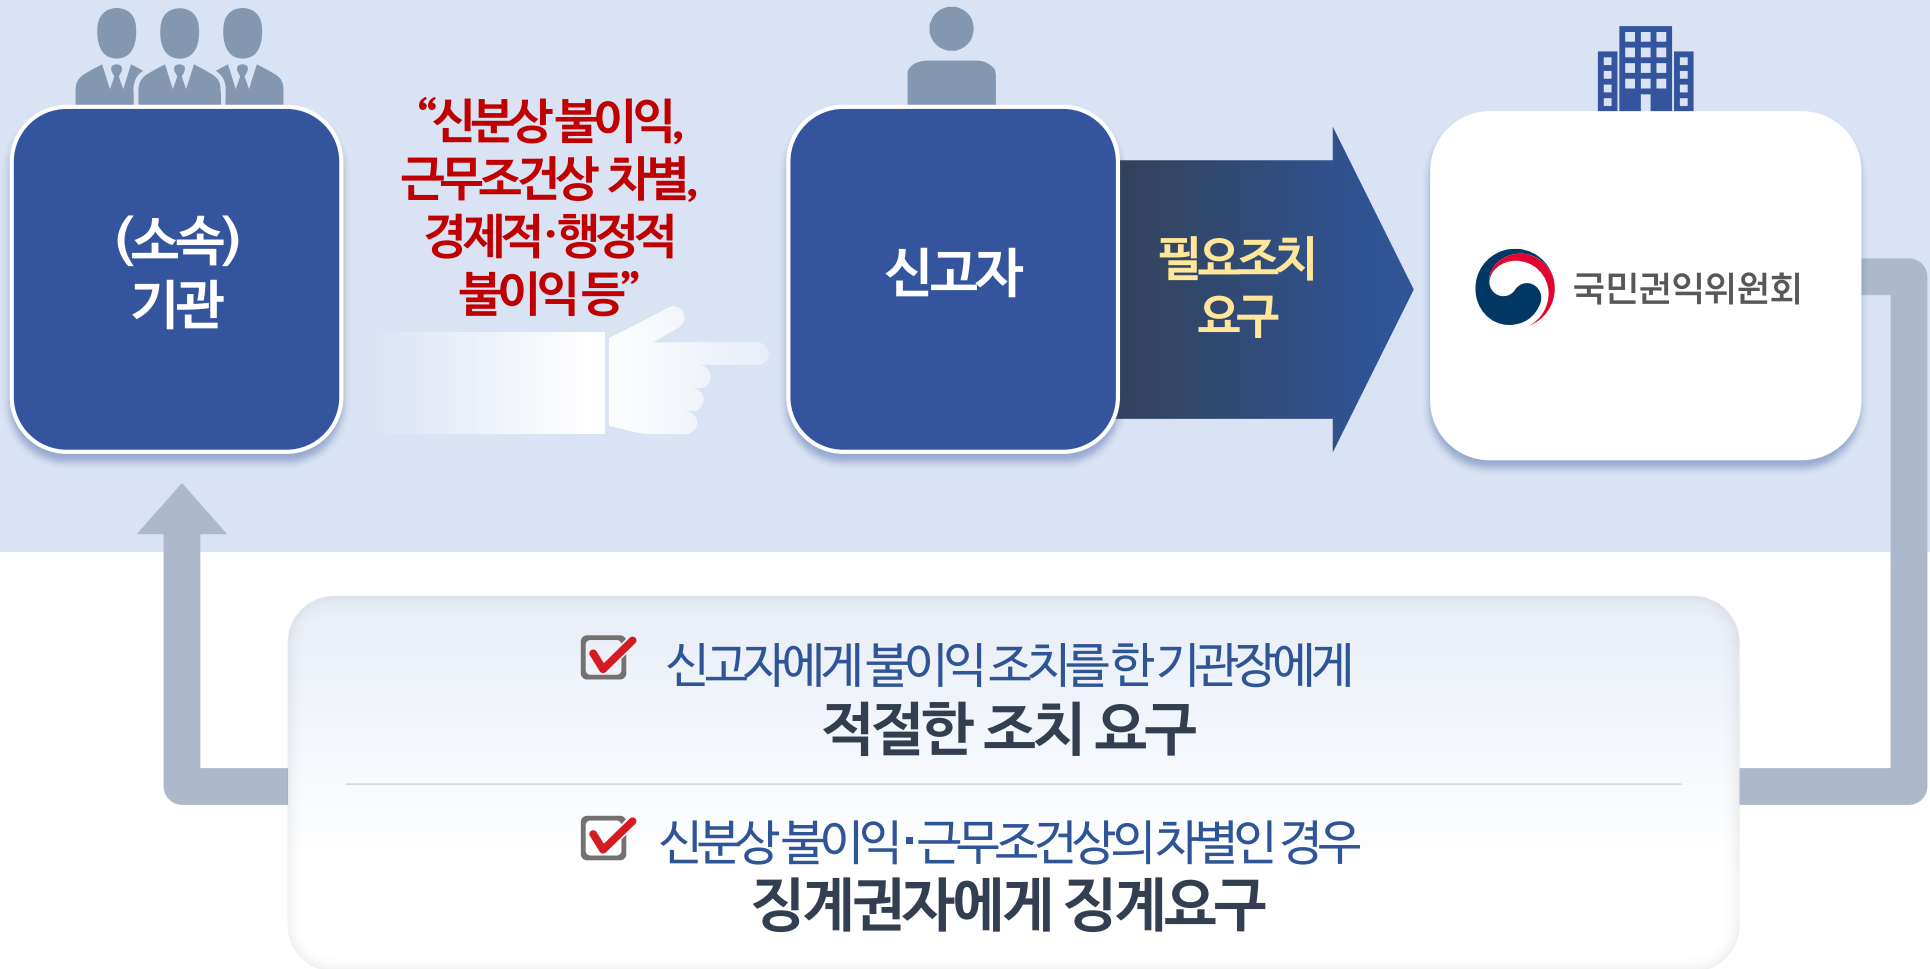 (소속)
기관
“신분상 불이익,
근무조건상 차별,
경제적·행정적
불이익 등”
신고자
필요조치
요구
국민권익위원회
신고자에게 불이익 조치를 한 기관장에게
적절한 조치 요구
신분상 불이익·근무조건상의 차별인 경우
징계권자에게 징계요구